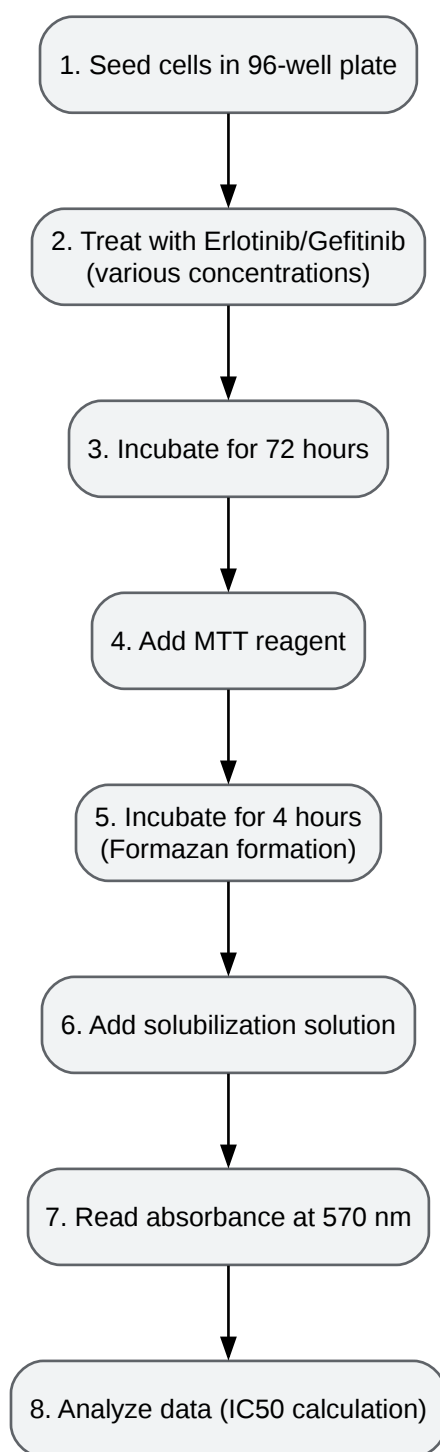 1. Seed cells in 96-well plate
2. Treat with Erlotinib/Gefitinib
(various concentrations)
3. Incubate for 72 hours
4. Add MTT reagent
5. Incubate for 4 hours
(Formazan formation)
6. Add solubilization solution
7. Read absorbance at 570 nm
8. Analyze data (IC50 calculation)